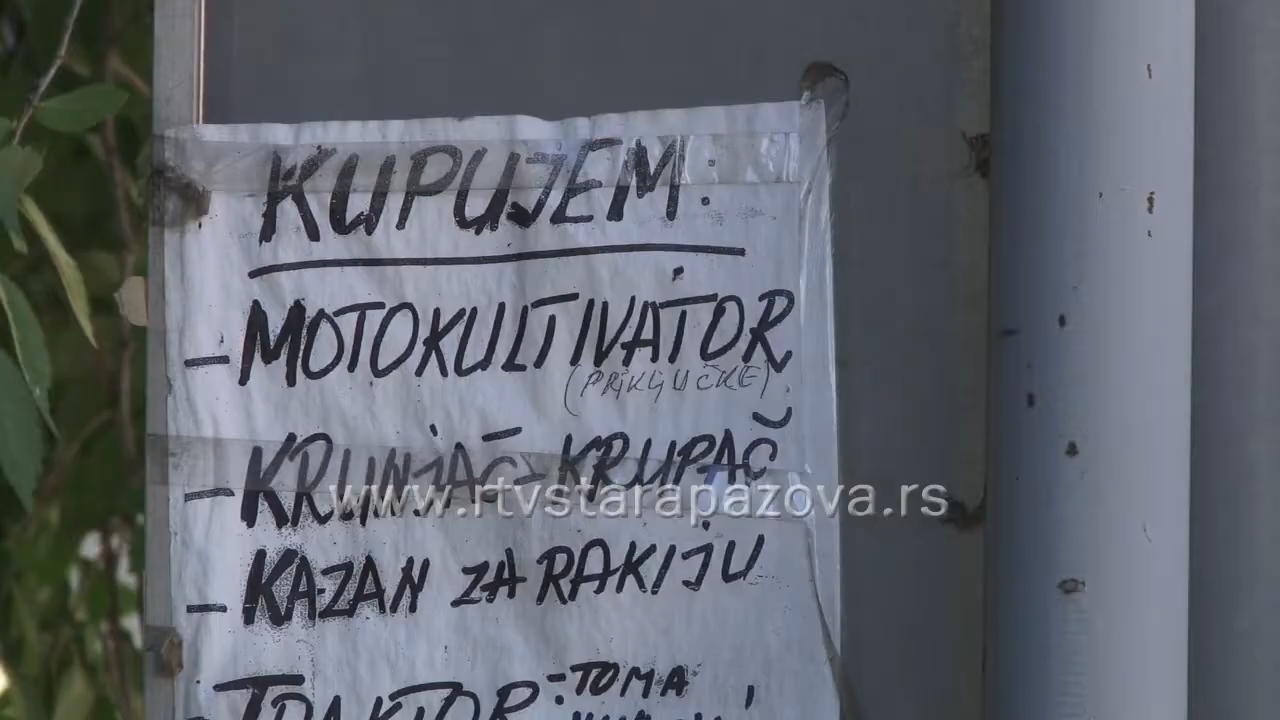 KUPUJEM:
- MOTOKULTIVATOR
(PRIKLJUČKE)
- KRUNJAČ-KRUPAČ
www.rtvstarapazova.rs
- KAZAN ZA RAKIJU
- TRAKTOR:-TOMA